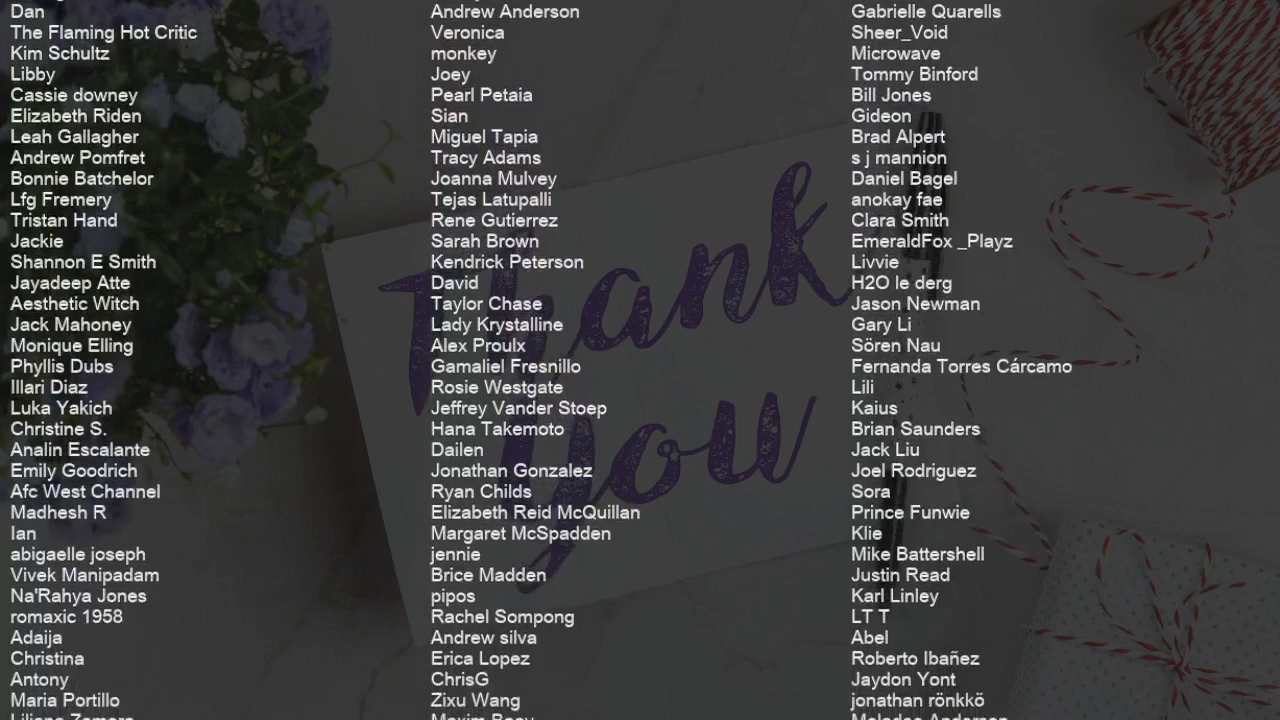 Dan
The Flaming Hot Critic
Kim Schultz
Libby
Cassie downey
Elizabeth Riden
Leah Gallagher
Andrew Pomfret
Bonnie Batchelor
Lfg Fremery
Tristan Hand
Jackie
Shannon E Smith
Jayadeep Atte
Aesthetic Witch
Jack Mahoney
Monique Elling
Phyllis Dubs
Illari Diaz
Luka Yakich
Christine S.
Analin Escalante
Emily Goodrich
Afc West Channel
Madhesh R
Ian
abigaelle joseph
Vivek Manipadam
Na'Rahya Jones
romaxic 1958
Adaija
Christina
Antony
Maria Portillo
Andrew Anderson
Veronica
monkey
Joey
Pearl Petaia
Sian
Miguel Tapia
Tracy Adams
Joanna Mulvey
Tejas Latupalli
Rene Gutierrez
Sarah Brown
Kendrick Peterson
David
Taylor Chase
Lady Krystalline
Alex Proulx
Gamaliel Fresnillo
Rosie Westgate
Jeffrey Vander Stoep
Hana Takemoto
Dailen
Jonathan Gonzalez
Ryan Childs
Elizabeth Reid McQuillan
Margaret McSpadden
jennie
Brice Madden
pipos
Rachel Sompong
Andrew silva
Erica Lopez
ChrisG
Zixu Wang
Gabrielle Quarells
Sheer_Void
Microwave
Tommy Binford
Bill Jones
Gideon
Brad Alpert
s j mannion
Daniel Bagel
anokay fae
Clara Smith
EmeraldFox _Playz
Livvie
H2O le derg
Jason Newman
Gary Li
Sören Nau
Fernanda Torres Cárcamo
Lili
Kaius
Brian Saunders
Jack Liu
Joel Rodriguez
Sora
Prince Funwie
Klie
Mike Battershell
Justin Read
Karl Linley
LT T
Abel
Roberto Ibañez
Jaydon Yont
jonathan rönkkö
Thank
you